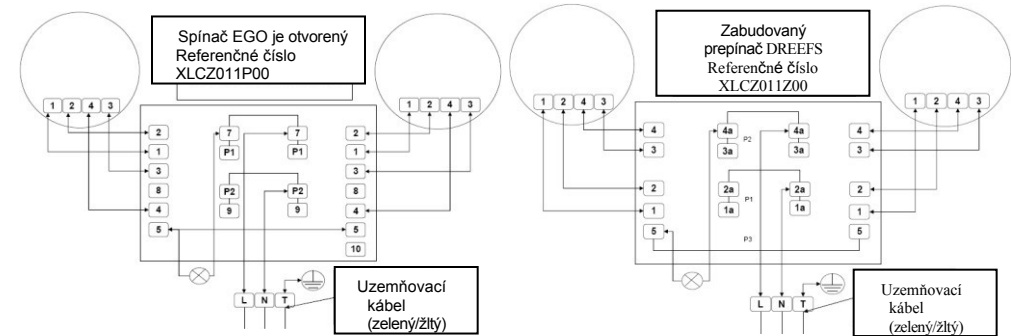 Spínač EGO je otvorený
Referenčné číslo
XLCZ011P00
1 2 4 3
1 2 4 3
2 7 7 2
1 P1 P1 1
3 3
8 P2 P2 8
4 9 9 4
5 5
10
L N T
Uzemňovací
kábel
(zelený/žltý)
Zabudovaný
prepínač DREEFS
Referenčné číslo
XLCZ011Z00
1 2 4 3
1 2 4 3
4 4a P2 4a 4
3 3a 3a 3
2 2a 2a 2
1 1a P1 1a 1
5 P3 5
L N T
Uzemňovací
kábel
(zelený/žltý)